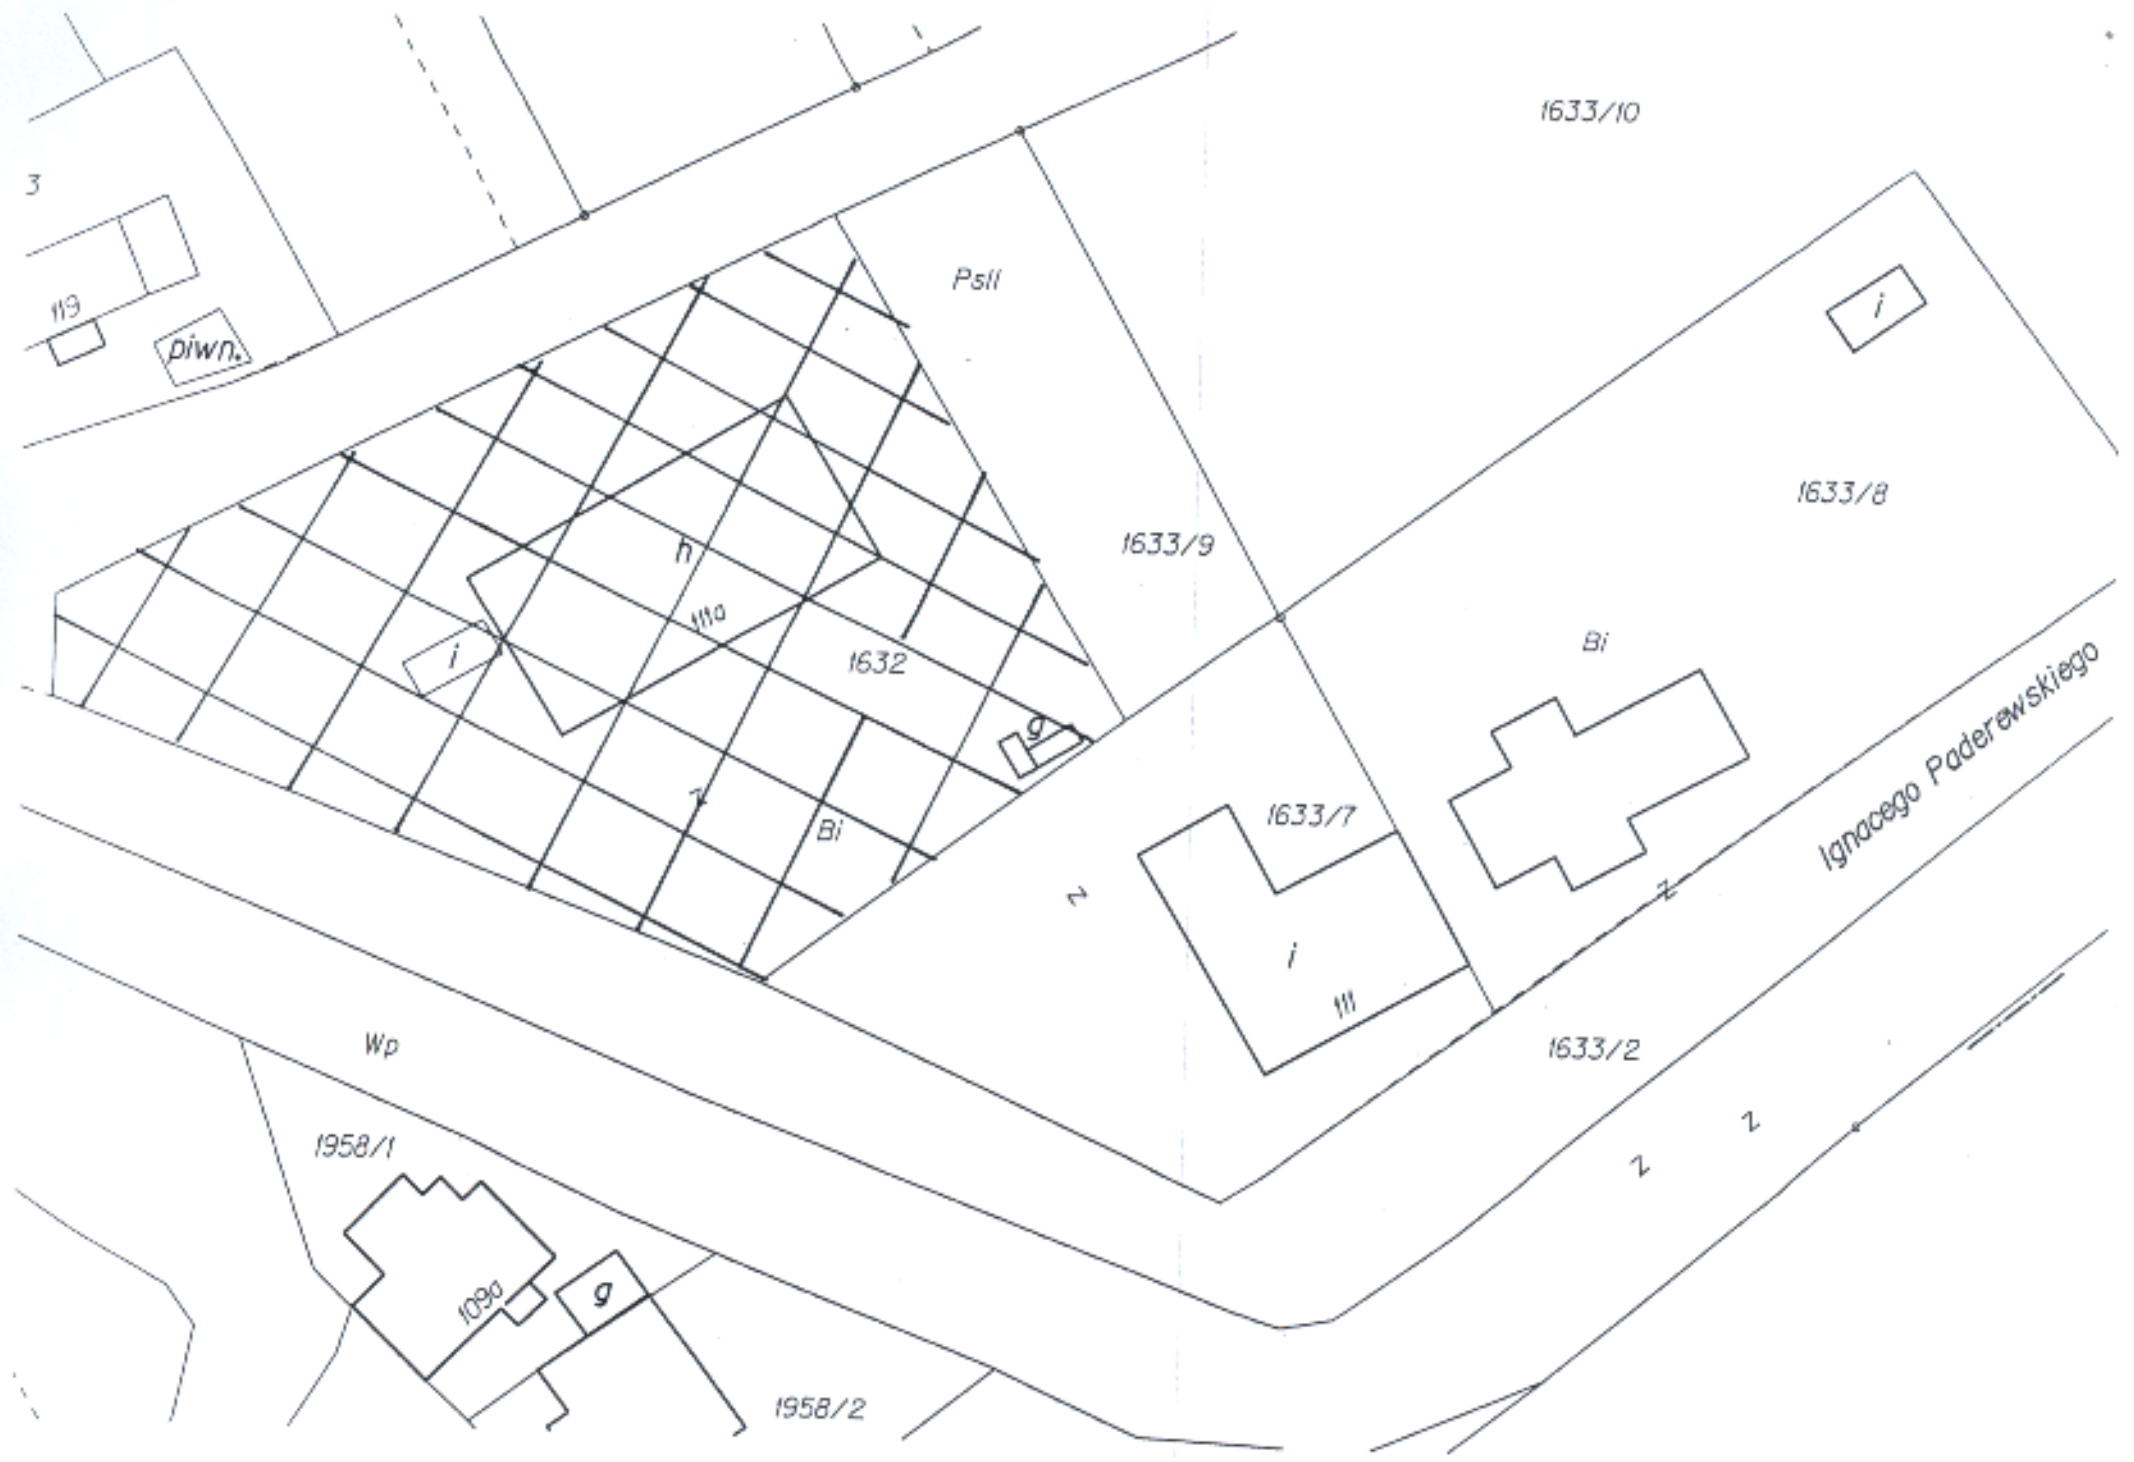 1633/10
3
PsII
119
i
piwn.
1633/8
h
1633/9
111a
Bi
i
1632
Ignacego Paderewskiego
g
z
1633/7
Bi
z
z
i
111
Wp
1633/2
z
1958/1
z
109a
g
1958/2